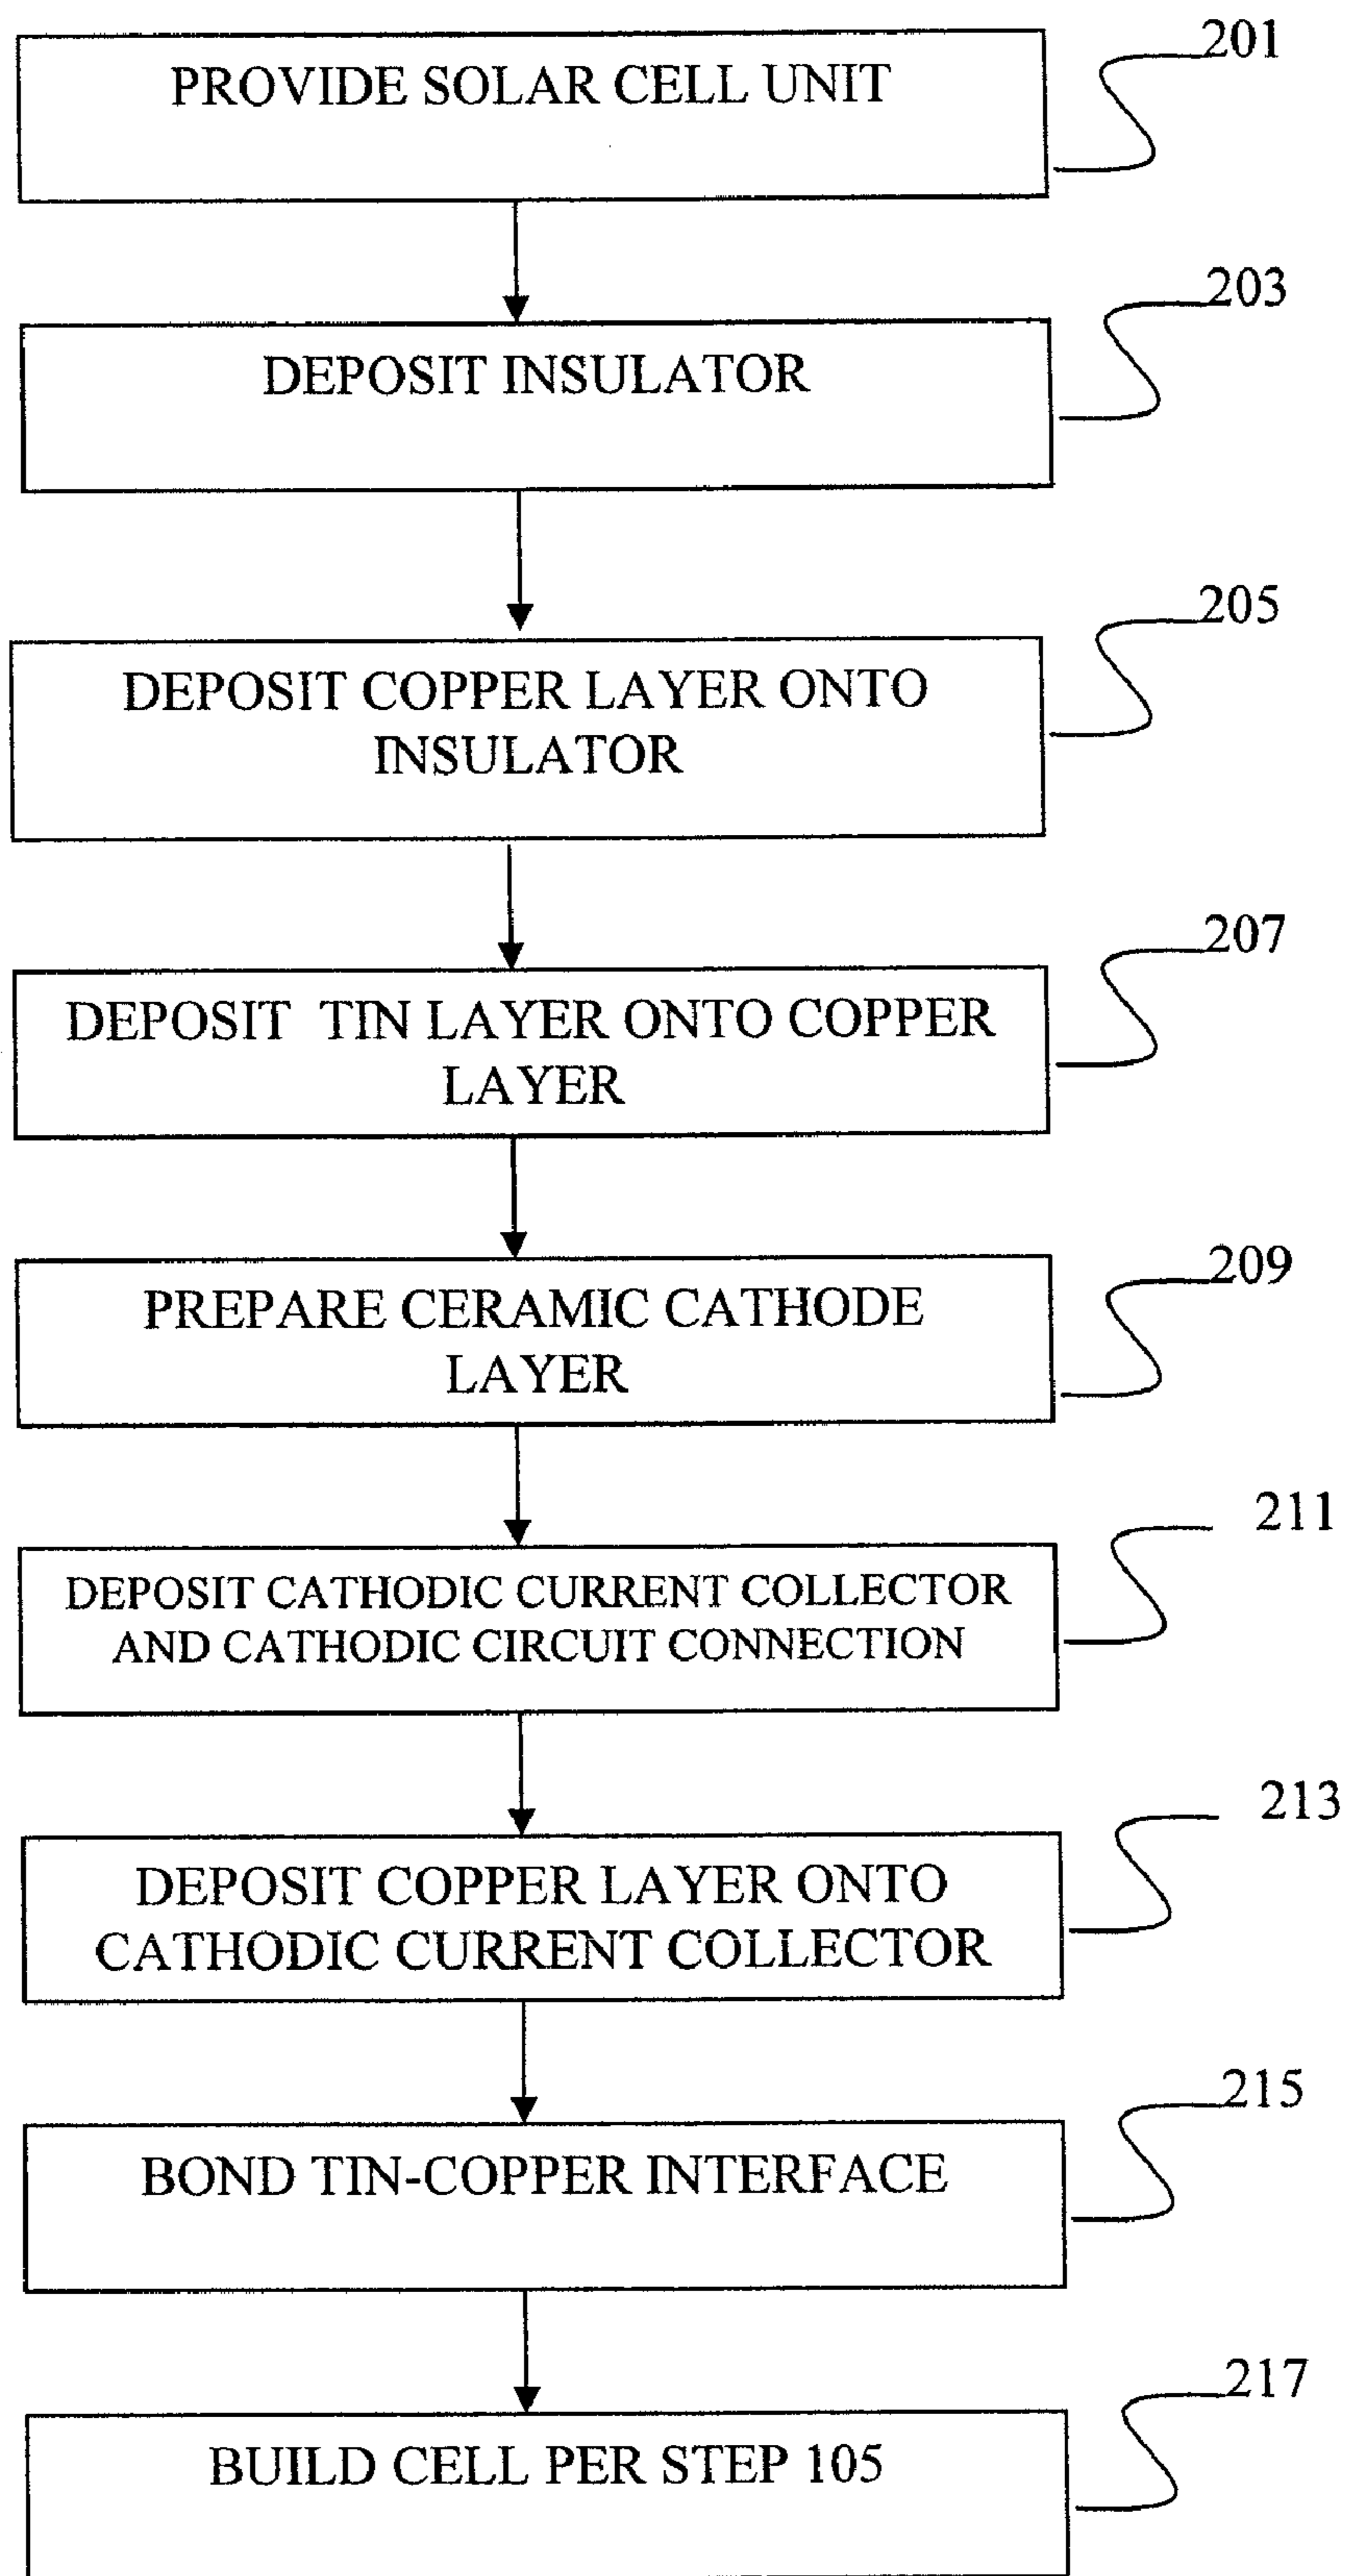 201
PROVIDE SOLAR CELL UNIT
203
DEPOSIT INSULATOR
205
DEPOSIT COPPER LAYER ONTO
INSULATOR
207
DEPOSIT TIN LAYER ONTO COPPER
LAYER
209
PREPARE CERAMIC CATHODE
LAYER
211
DEPOSIT CATHODIC CURRENT COLLECTOR
AND CATHODIC CIRCUIT CONNECTION
213
DEPOSIT COPPER LAYER ONTO
CATHODIC CURRENT COLLECTOR
215
BOND TIN-COPPER INTERFACE
217
BUILD CELL PER STEP 105